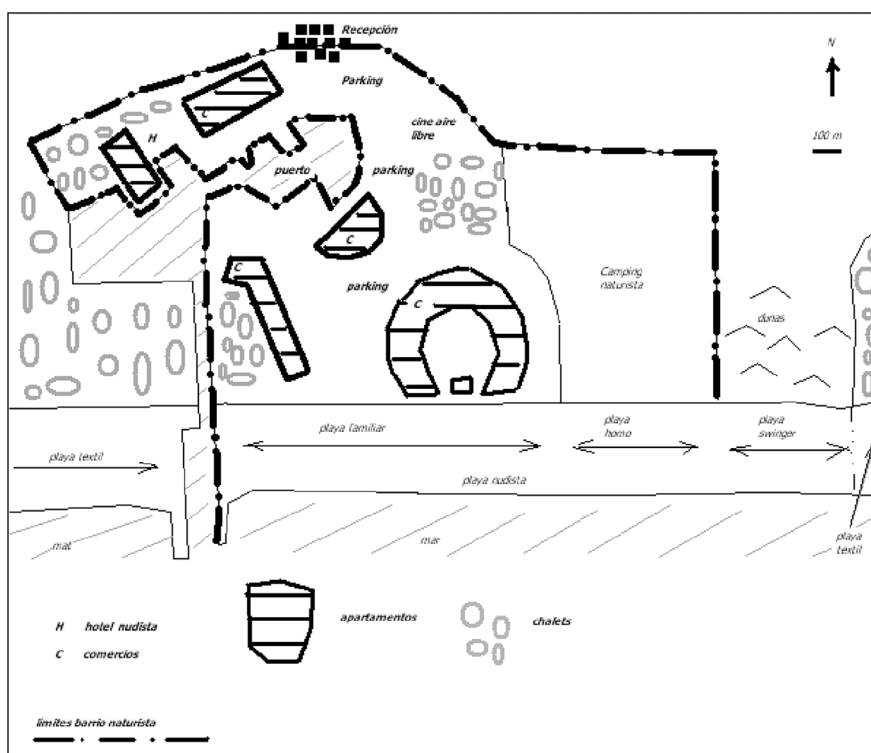 Recepción
N
Parking
100 m
cine aire
libre
C
H
puerto
parking
C
C
parking
C
Camping
naturista
dunas
playa familiar
playa
homo
playa
swinger
playa textil
playa nudista
mat
mar
playa
textil
H hotel nudista
C comercios
apartamentos
chalets
limites barrio naturista